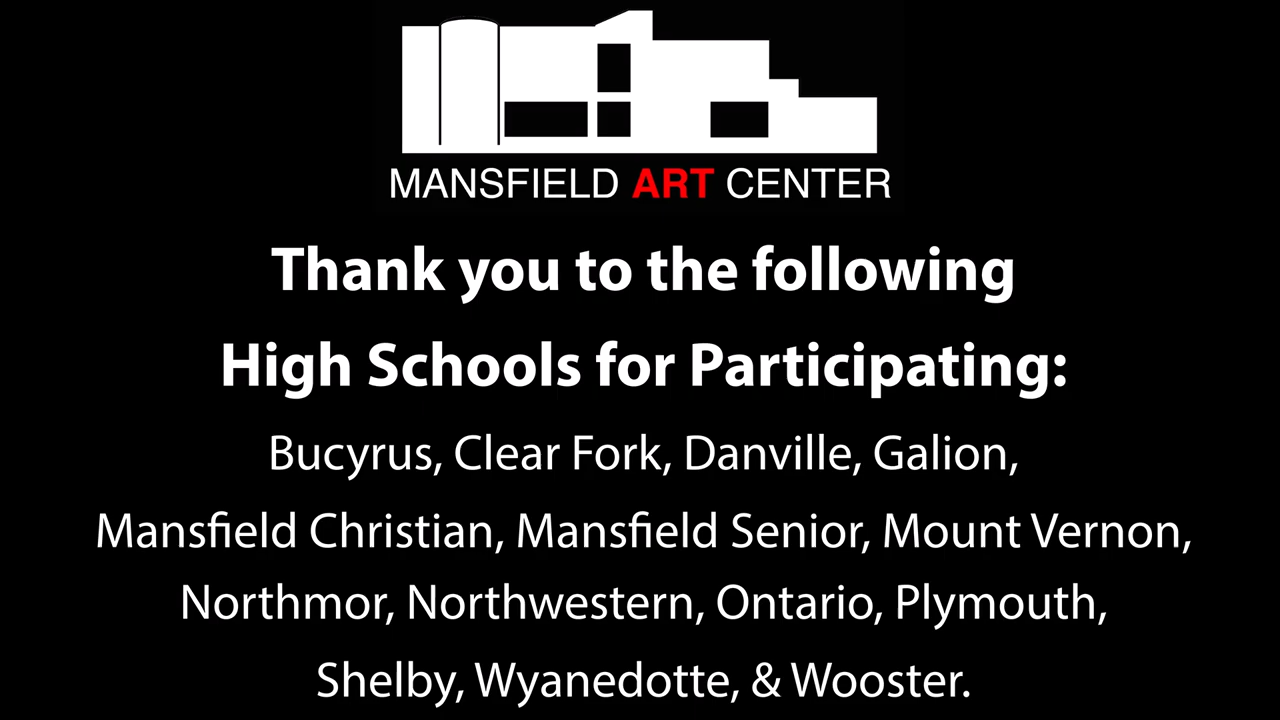 MANSFIELD ART CENTER
Thank you to the following
High Schools for Participating:
Bucyrus, Clear Fork, Danville, Galion,
Mansfield Christian, Mansfield Senior, Mount Vernon,
Northmor, Northwestern, Ontario, Plymouth,
Shelby, Wyanedotte, & Wooster.